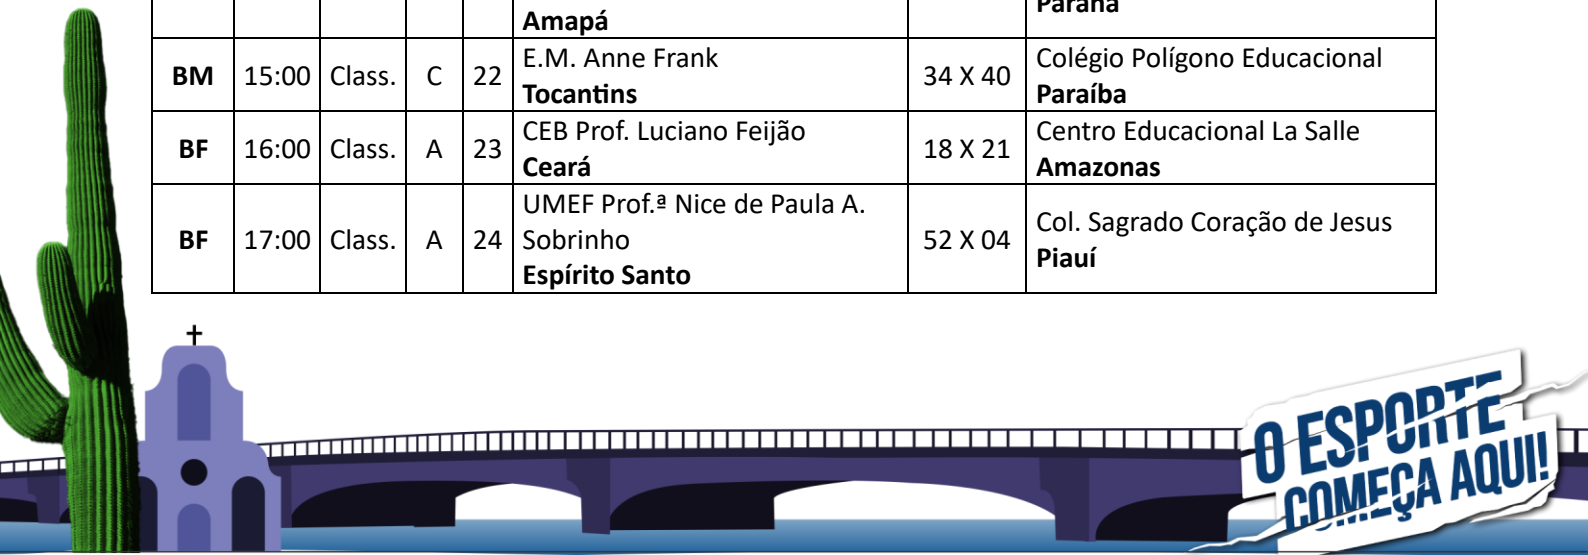 Amapá
Paraná
BM 15:00 Class. C 22 E.M. Anne Frank
Tocantins
34 X 40 Colégio Polígono Educacional
Paraíba
BF 16:00 Class. A 23 CEB Prof. Luciano Feijão
Ceará
18 X 21 Centro Educacional La Salle
Amazonas
BF 17:00 Class. A 24 UMEF Prof.ª Nice de Paula A.
Sobrinho
Espírito Santo
52 X 04 Col. Sagrado Coração de Jesus
Piauí
O ESPORTE
COMEÇA AQUI!